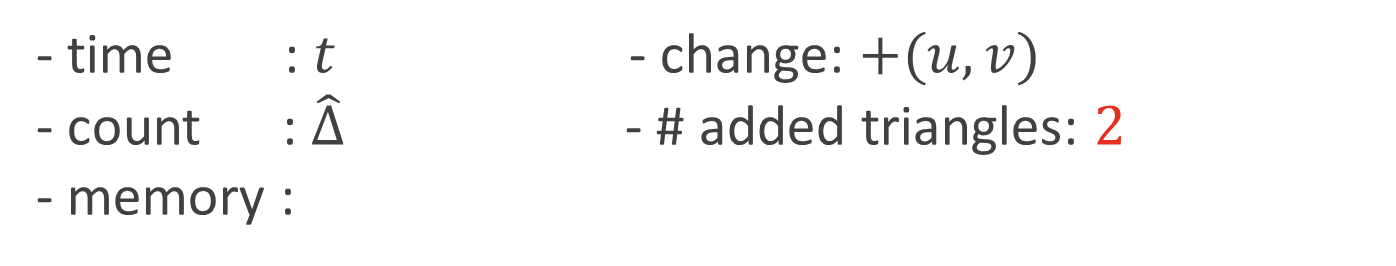 - time : t - change: +(u, v)
- count : Δ̂ - # added triangles: 2
- memory :